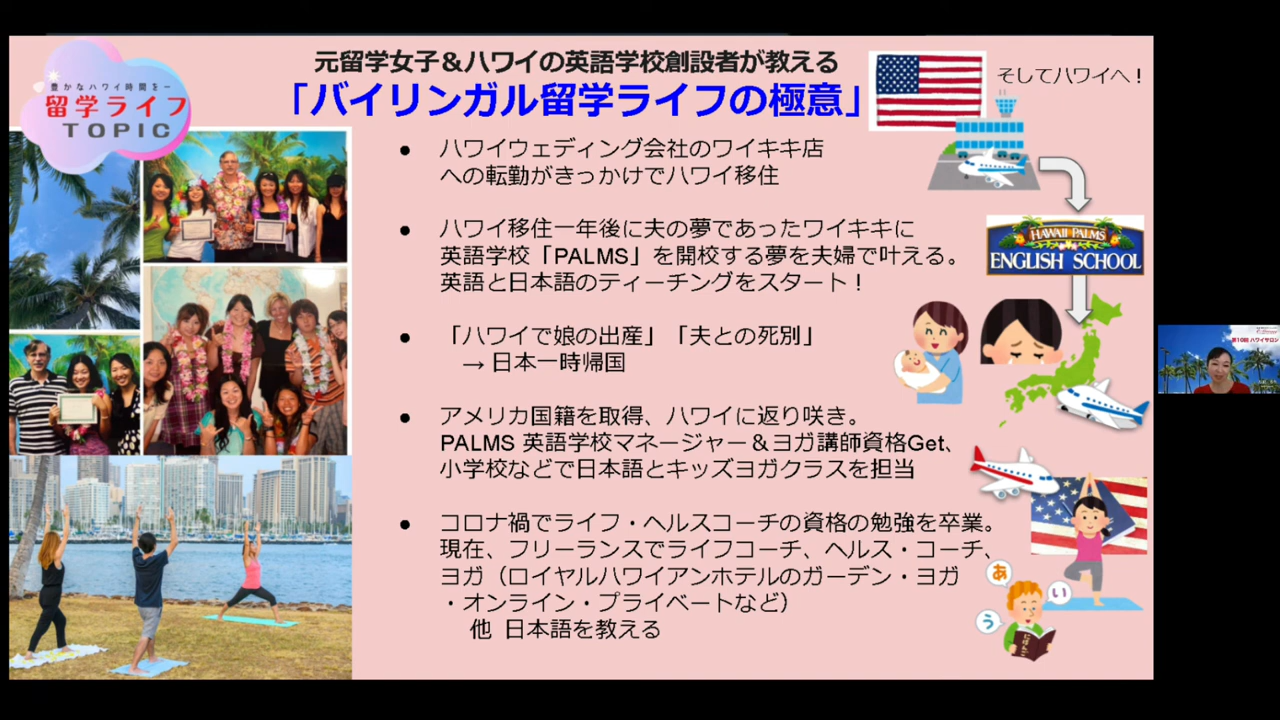 豊かなハワイ時間を一
留学ライフ
TOPIC
元留学女子＆ハワイの英語学校創設者が教える
「バイリンガル留学ライフの極意」
そしてハワイへ！
● ハワイウェディング会社のワイキキ店
への転勤がきっかけでハワイ移住
● ハワイ移住一年後に夫の夢であったワイキキに
英語学校「PALMS」を開校する夢を夫婦で叶える。
英語と日本語のティーチングをスタート！
HAWAII PALMS
ENGLISH SCHOOL
● 「ハワイで娘の出産」「夫との死別」
→ 日本一時帰国
第10回 ハワイサロン
● アメリカ国籍を取得、ハワイに返り咲き。
PALMS 英語学校マネージャー＆ヨガ講師資格Get、
小学校などで日本語とキッズヨガクラスを担当
● コロナ禍でライフ・ヘルスコーチの資格の勉強を卒業。
現在、フリーランスでライフコーチ、ヘルス・コーチ、
ヨガ（ロイヤルハワイアンホテルのガーデン・ヨガ
・オンライン・プライベートなど）
他 日本語を教える
あ
い
う
にほんご